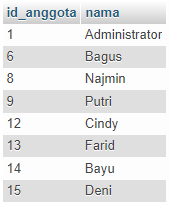 id_anggota nama
1 Administrator
6 Bagus
8 Najmin
9 Putri
12 Cindy
13 Farid
14 Bayu
15 Deni